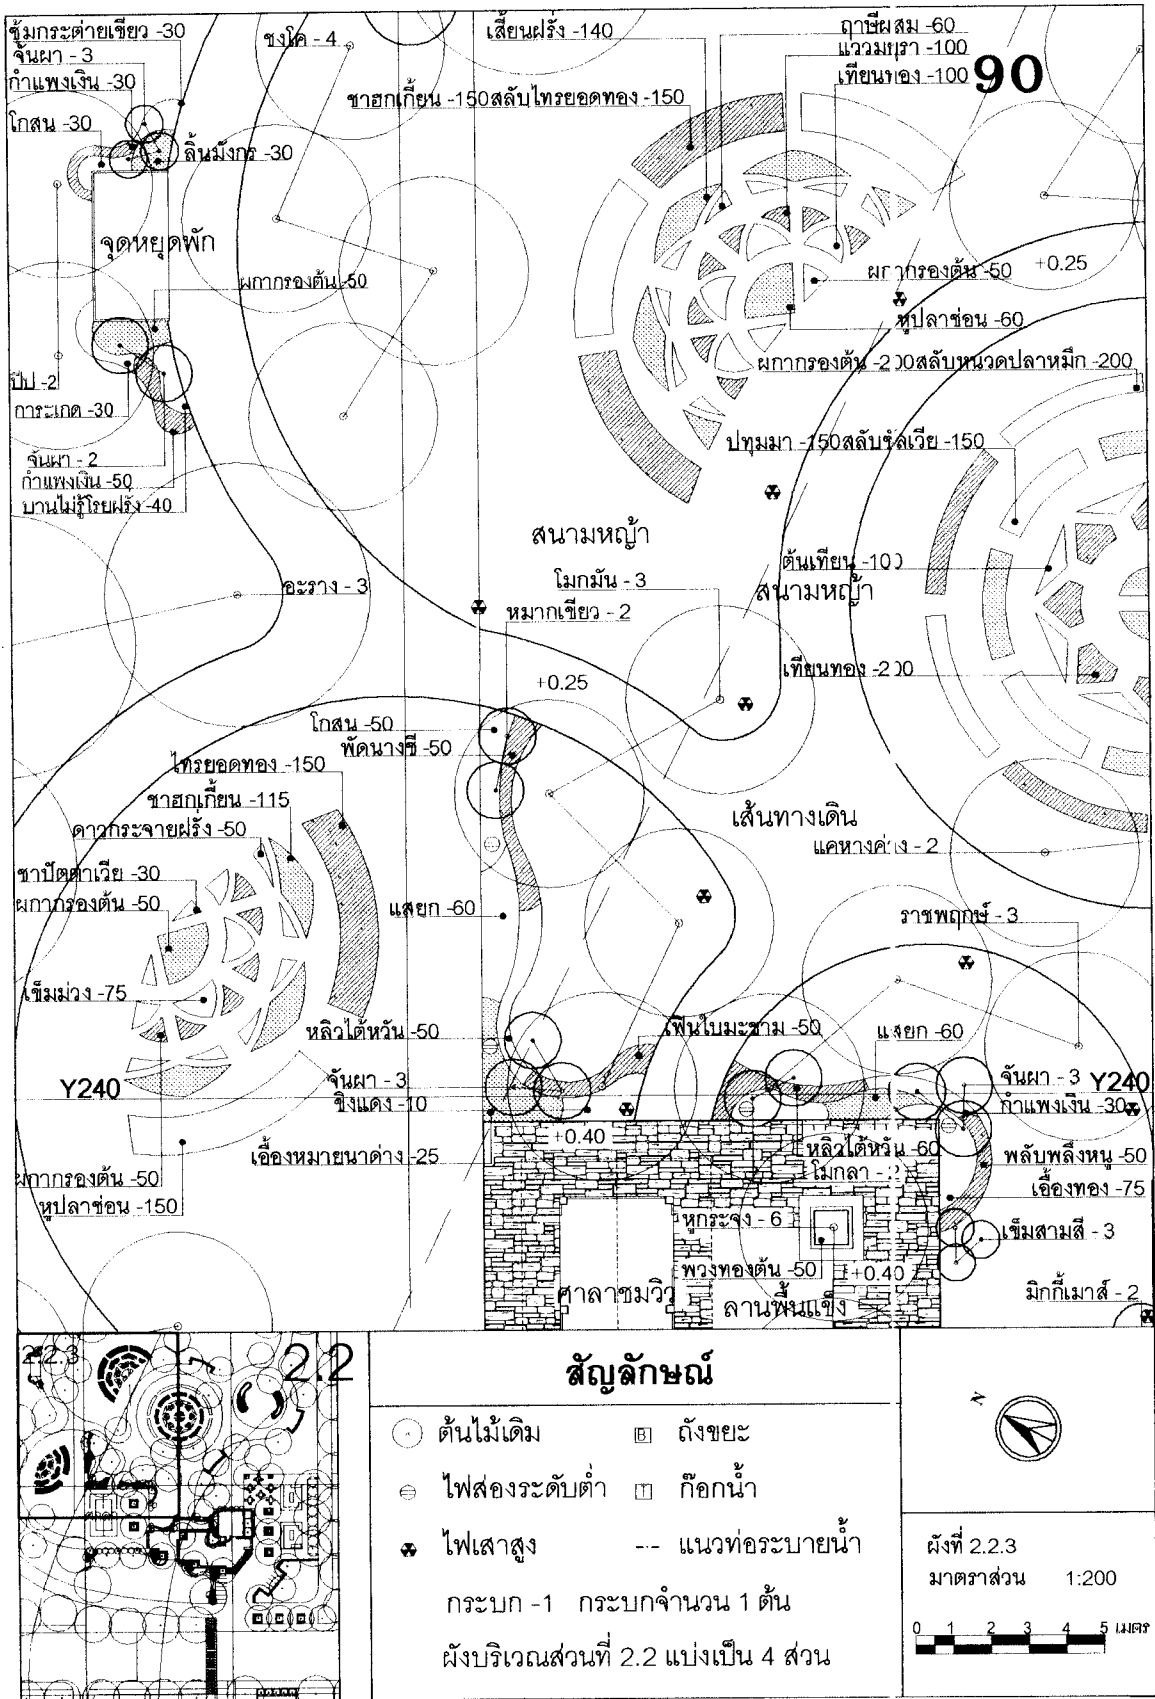 ซุ้มกระต่ายเขียว -30
จันผา - 3
กำแพงเงิน -30
โกสน -30
ลิ้นมังกร -30
ชงโค - 4
เสี้ยนฝรั่ง -140
ฤาษีผสม -60
แววมยุรา -100
เทียนทอง -100
90
ชาฮกเกี้ยน -150สลับไทรยอดทอง -150
จุดหยุดพัก
ผกากรองต้น -50
ผกากรองต้น -50
+0.25
หูปลาช่อน -60
ผกากรองต้น -200สลับหนวดปลาหมึก -200
ปีป -2
การะเกด -30
จันผา - 2
กำแพงเงิน -50
บานไม่รู้โรยฝรั่ง -40
ปทุมมา -150สลับซัลเวีย -150
สนามหญ้า
ต้นเทียน -100
สนามหญ้า
อะราง - 3
โมกมัน - 3
หมากเขียว - 2
เทียนทอง -200
+0.25
โกสน -50
พัดนางชี -50
ไทรยอดทอง -150
ชาฮกเกี้ยน -115
ดาวกระจายฝรั่ง -50
ชาปัตตาเวีย -30
ผกากรองต้น -50
เส้นทางเดิน
แคหางค่าง - 2
แสยก -60
ราชพฤกษ์ - 3
เข็มม่วง -75
หลิวไต้หวัน -50
เฟินใบมะขาม -50
แสยก -60
Y240
จันผา - 3
ขิงแดง -10
จันผา - 3
Y240
กำแพงเงิน -30
+0.40
เอื้องหมายนาด่าง -25
หลิวไต้หวัน -60
โมกลา - 2
พลับพลึงหนู -50
เอื้องทอง -75
ผกากรองต้น -50
หูปลาช่อน -150
หูกระจง - 6
เข็มสามสี - 3
พวงทองต้น -50
+0.40
ศาลาชมวิว
ลานพื้นแข็ง
มิกกี้เมาส์ - 2
2.2.3
2.2
สัญลักษณ์
ต้นไม้เดิม
B ถังขยะ
ไฟส่องระดับต่ำ
T ก๊อกน้ำ
ไฟเสาสูง
--- แนวท่อระบายน้ำ
กระบก -1 กระบกจำนวน 1 ต้น
ผังบริเวณส่วนที่ 2.2 แบ่งเป็น 4 ส่วน
N
ผังที่ 2.2.3
มาตราส่วน 1:200
0 1 2 3 4 5 เมตร